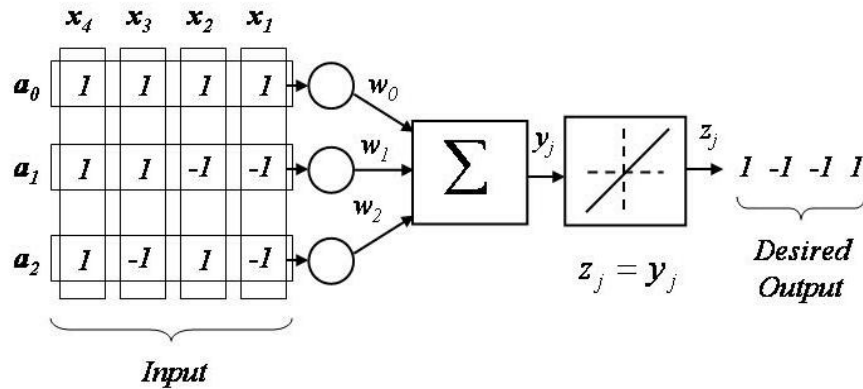 x4 x3 x2 x1
a0 1 1 1 1 w0
a1 1 1 -1 -1 w1 Σ yj zj 1 -1 -1 1
a2 1 -1 1 -1 w2
zj = yj
Desired
Output
Input